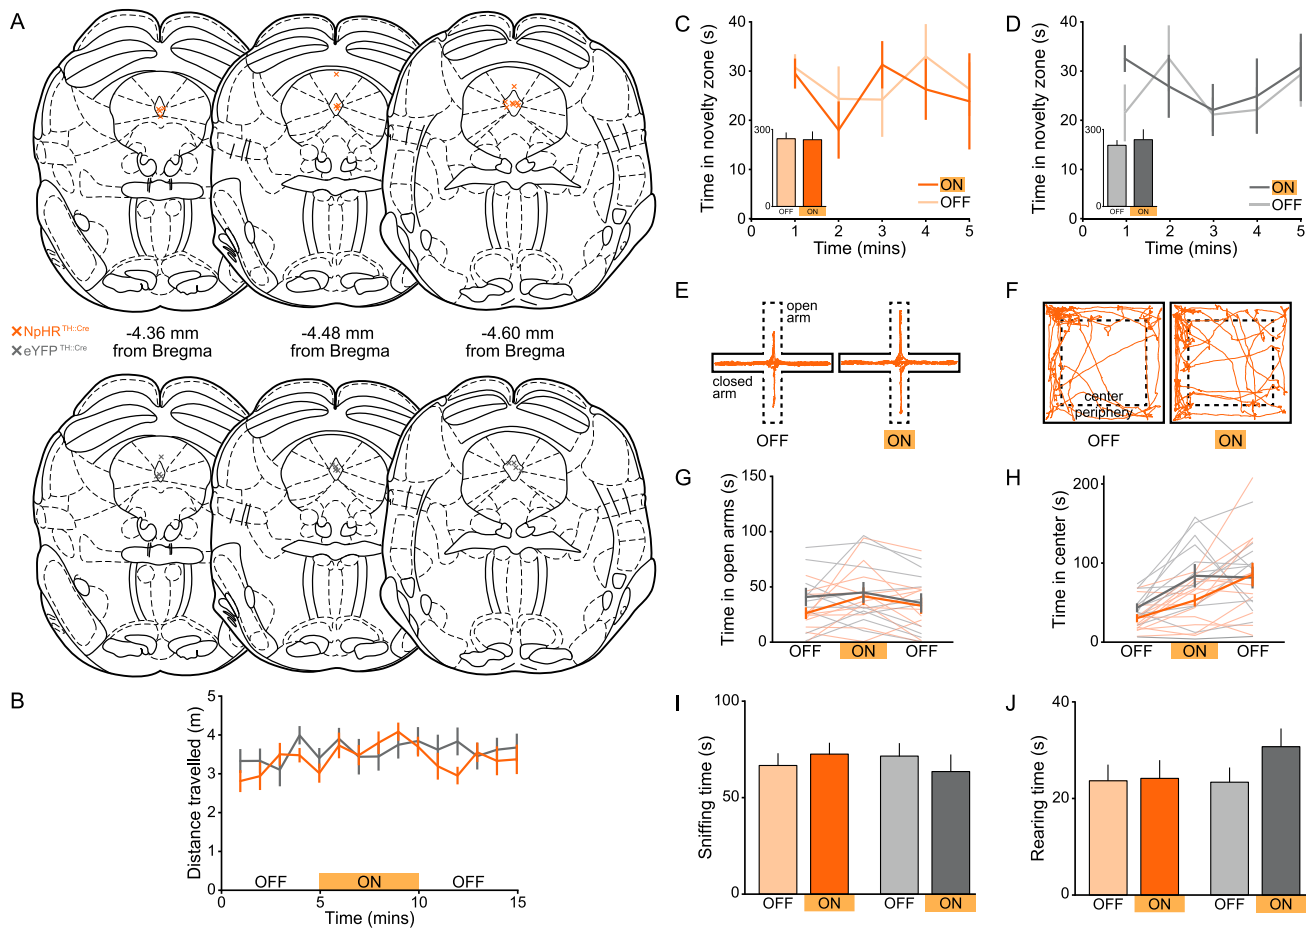 A
✕NpHR TH::Cre
✕eYFP TH::Cre
-4.36 mm
from Bregma
-4.48 mm
from Bregma
-4.60 mm
from Bregma
B
Distance travelled (m)
5
4
3
2
1
0
OFF
ON
OFF
0
5
10
15
Time (mins)
C
Time in novelty zone (s)
40
30
20
10
0
300
0
OFF
ON
ON
OFF
1
2
3
4
5
Time (mins)
D
Time in novelty zone (s)
40
30
20
10
0
300
0
OFF
ON
ON
OFF
0
1
2
3
4
5
Time (mins)
E
open
arm
closed
arm
OFF
ON
F
center
periphery
OFF
ON
G
Time in open arms (s)
150
100
50
0
OFF
ON
OFF
H
Time in center (s)
200
100
0
OFF
ON
OFF
I
Sniffing time (s)
100
50
0
OFF
ON
OFF
ON
J
Rearing time (s)
40
20
0
OFF
ON
OFF
ON